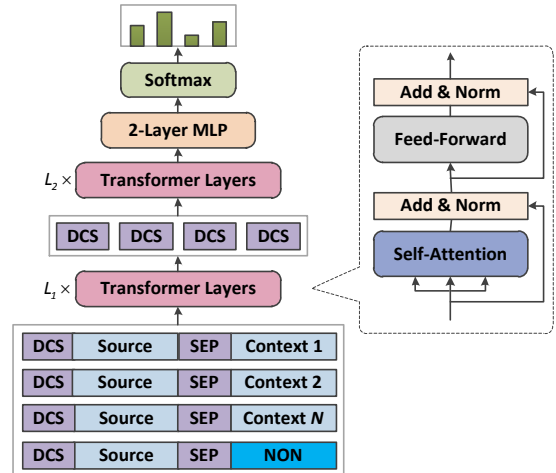 Softmax
2-Layer MLP
L2 × Transformer Layers
DCS DCS DCS DCS
L1 × Transformer Layers
DCS Source SEP Context 1
DCS Source SEP Context 2
DCS Source SEP Context N
DCS Source SEP NON
Add & Norm
Feed-Forward
Add & Norm
Self-Attention